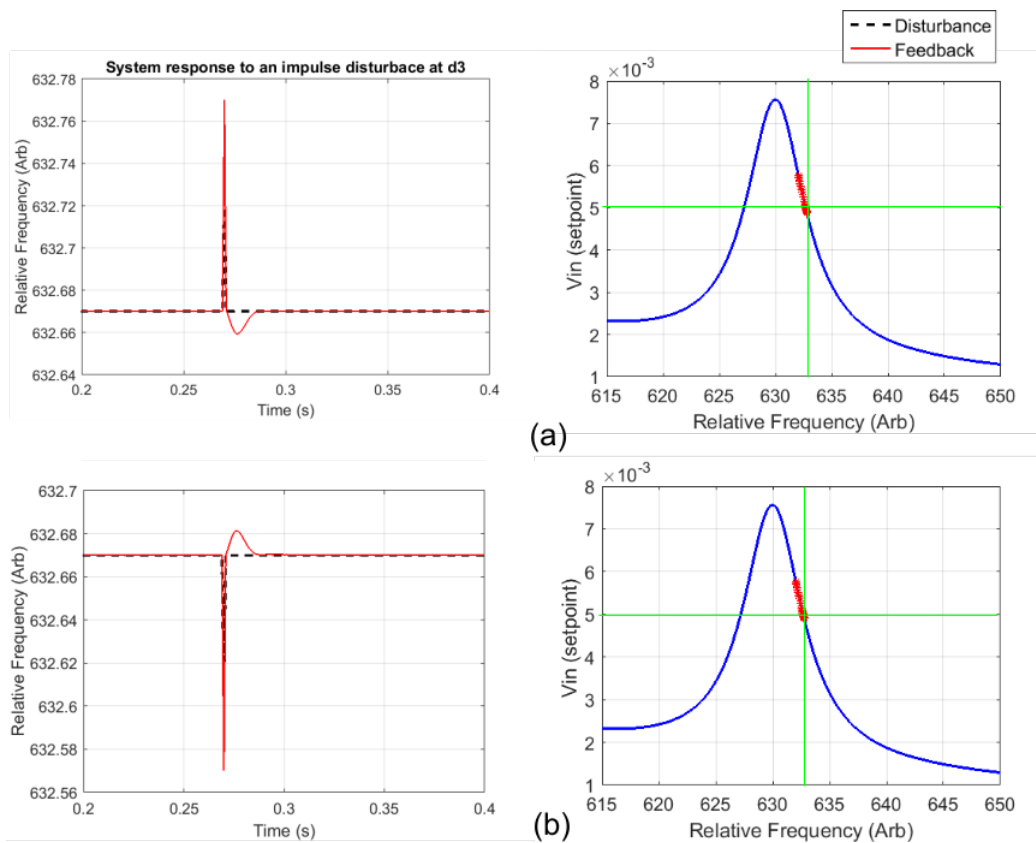 Disturbance
Feedback
System response to an impulse disturbace at d3
632.78
632.76
632.74
632.72
632.7
632.68
632.66
632.64
Relative Frequency (Arb)
0.2 0.25 0.3 0.35 0.4
Time (s)
×10⁻³
8
7
6
5
4
3
2
1
Vin (setpoint)
615 620 625 630 635 640 645 650
Relative Frequency (Arb)
(a)
632.7
632.68
632.66
632.64
632.62
632.6
632.58
632.56
Relative Frequency (Arb)
0.2 0.25 0.3 0.35 0.4
Time (s)
×10⁻³
8
7
6
5
4
3
2
1
Vin (setpoint)
615 620 625 630 635 640 645 650
Relative Frequency (Arb)
(b)